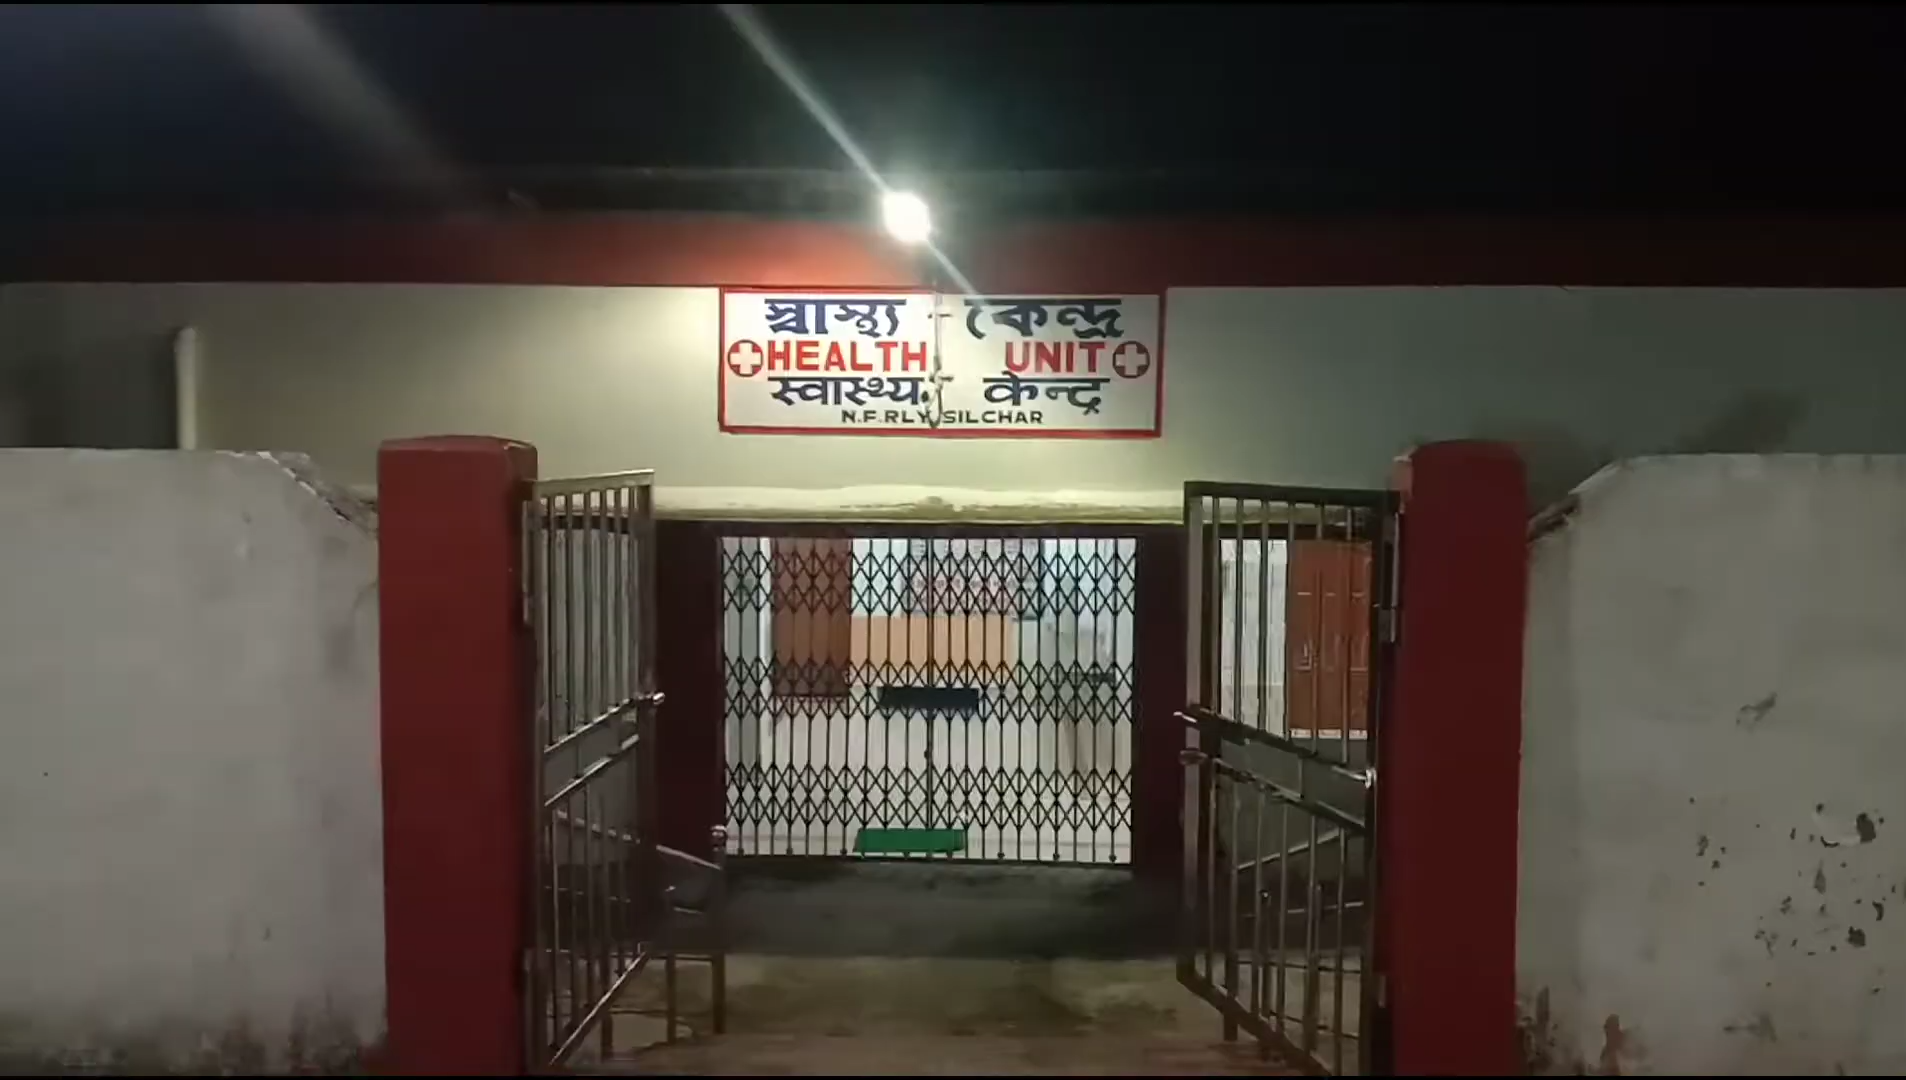 স্বাস্থ্য কেন্দ্র
HEALTH UNIT
स्वास्थ्य केन्द्र
N.F.RLY SILCHAR